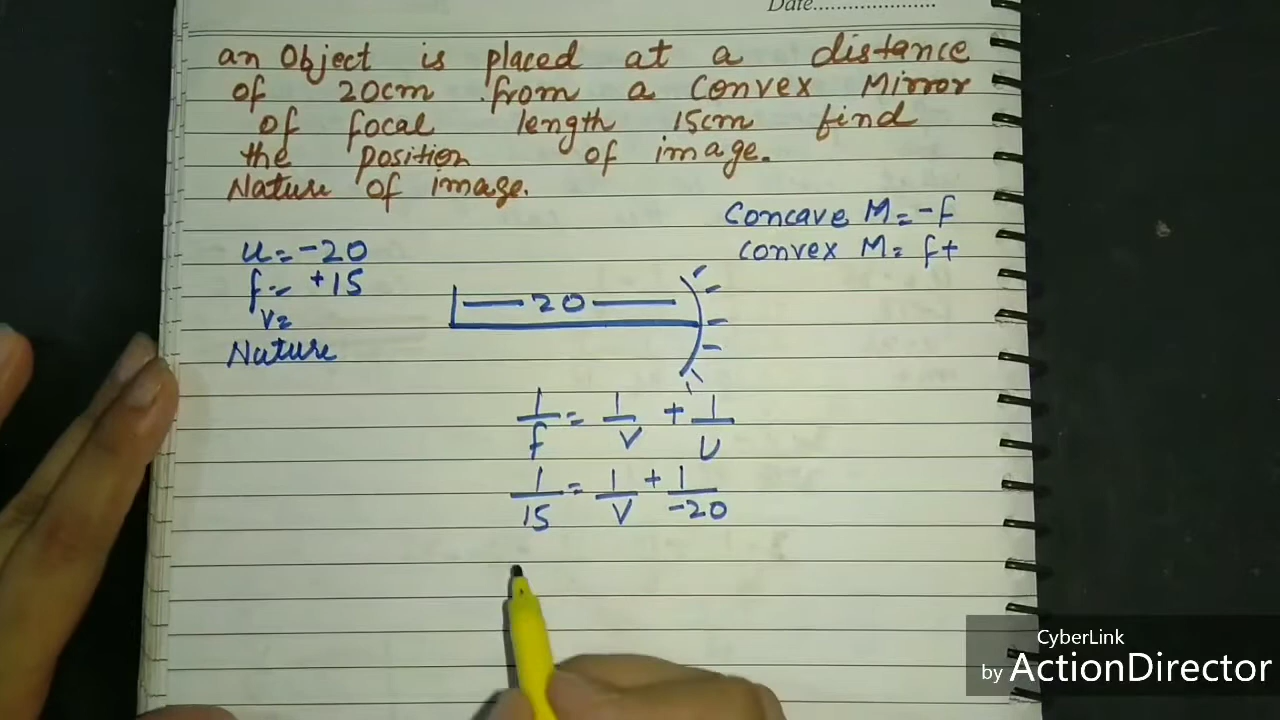 Date.....................
an Object is placed at a distance
of 20cm from a Convex Mirror
of focal length 15cm find
the position of image.
Nature of image.
Concave M = -f
Convex M = f+
u = -20
f = +15
v =
Nature
20
1/f = 1/v + 1/u
1/15 = 1/v + 1/-20
CyberLink
by ActionDirector